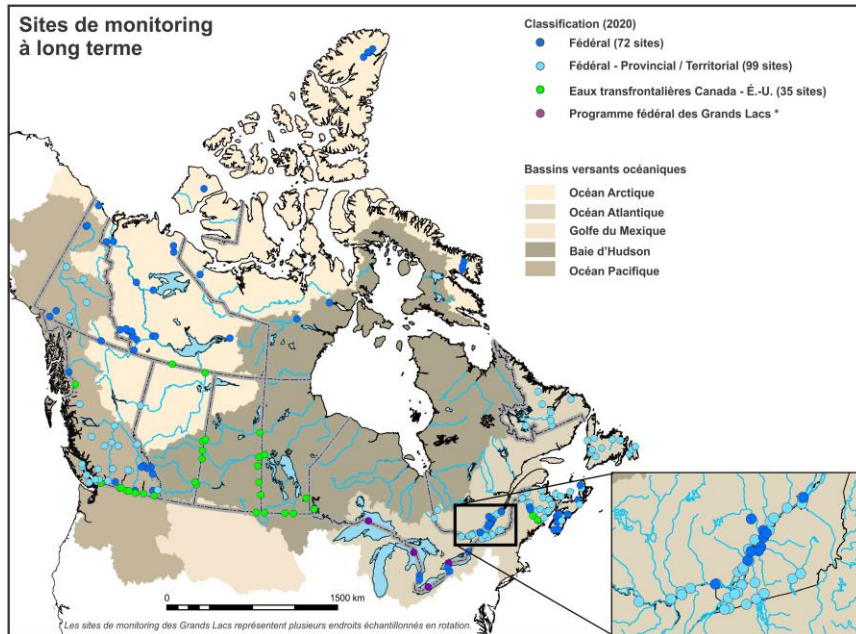 Sites de monitoring
à long terme
Classification (2020)
Fédéral (72 sites)
Fédéral - Provincial / Territorial (99 sites)
Eaux transfrontalières Canada - É.-U. (35 sites)
Programme fédéral des Grands Lacs *
Bassins versants océaniques
Océan Arctique
Océan Atlantique
Golfe du Mexique
Baie d'Hudson
Océan Pacifique
0 1500 km
Les sites de monitoring des Grands Lacs représentent plusieurs endroits échantillonnés en rotation.